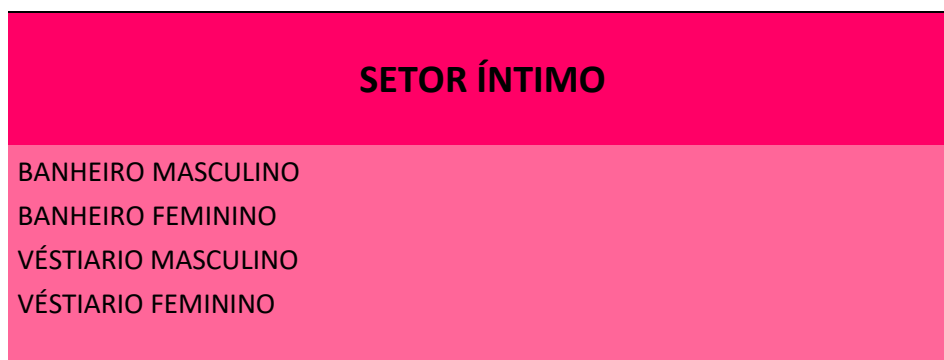 SETOR ÍNTIMO
BANHEIRO MASCULINO
BANHEIRO FEMININO
VÉSTIARIO MASCULINO
VÉSTIARIO FEMININO